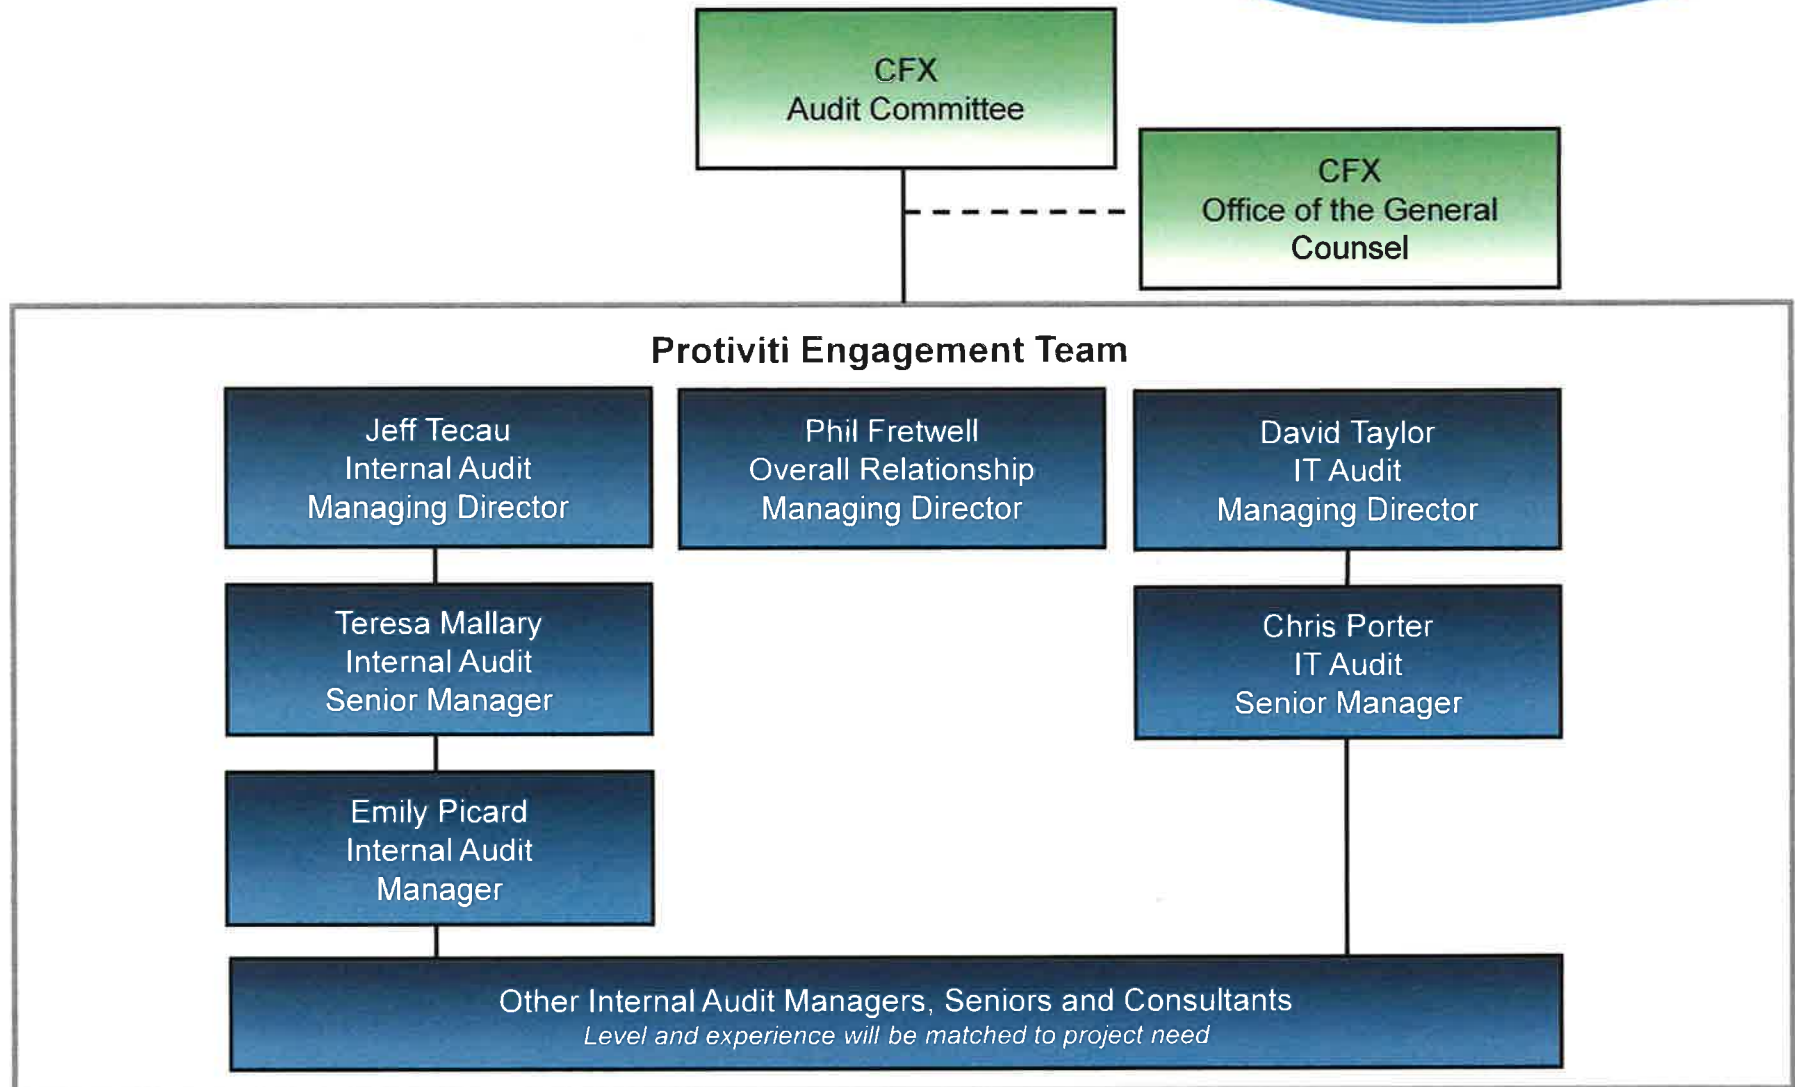 CFX
Audit Committee
CFX
Office of the General
Counsel
Protiviti Engagement Team
Jeff Tecau
Internal Audit
Managing Director
Phil Fretwell
Overall Relationship
Managing Director
David Taylor
IT Audit
Managing Director
Teresa Mallary
Internal Audit
Senior Manager
Chris Porter
IT Audit
Senior Manager
Emily Picard
Internal Audit
Manager
Other Internal Audit Managers, Seniors and Consultants
Level and experience will be matched to project need